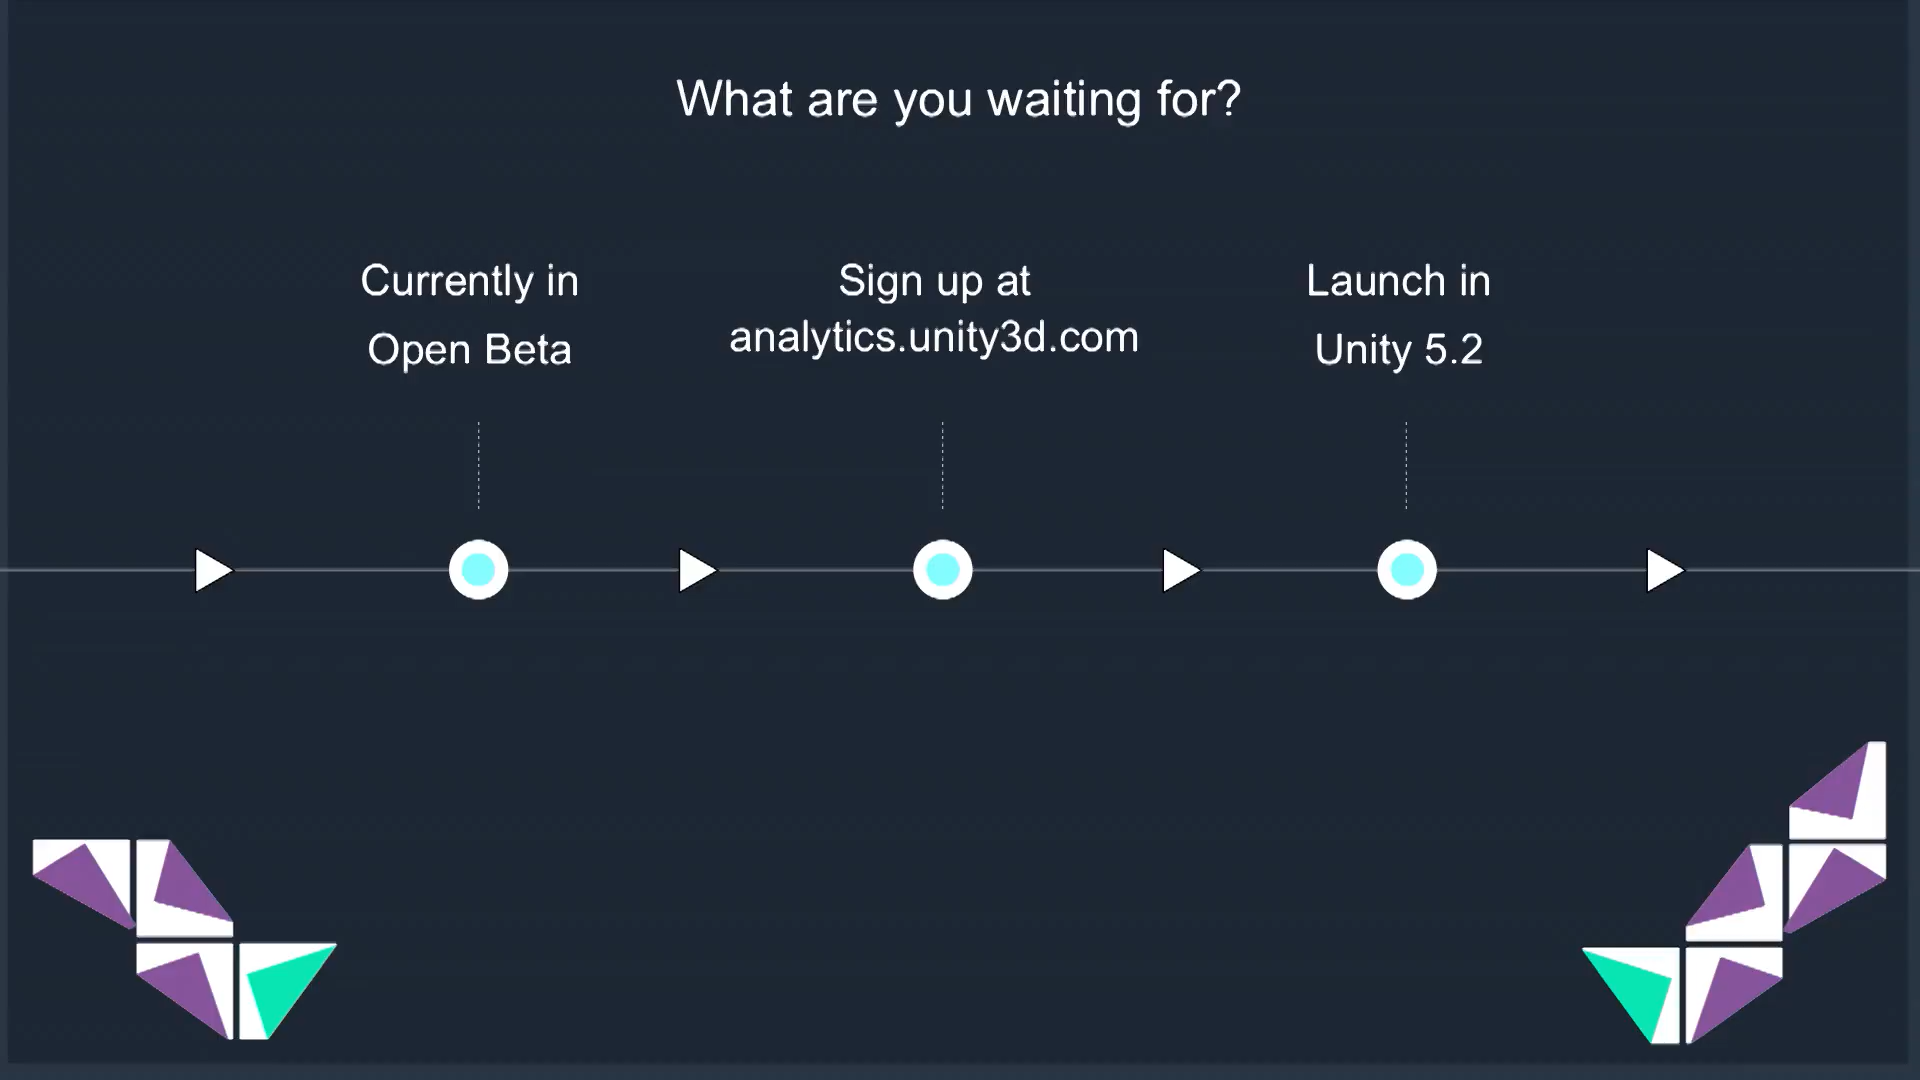 What are you waiting for?
Currently in
Open Beta
Sign up at
analytics.unity3d.com
Launch in
Unity 5.2